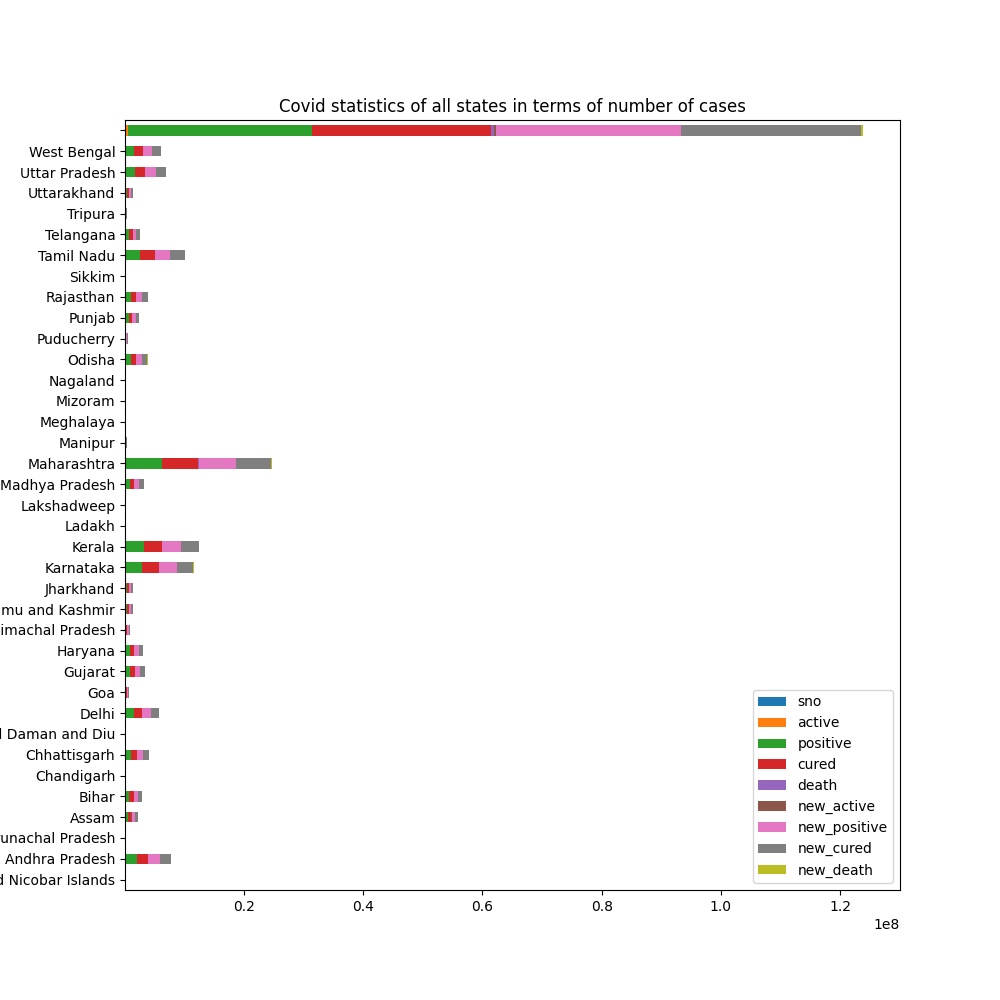 Covid statistics of all states in terms of number of cases
West Bengal
Uttar Pradesh
Uttarakhand
Tripura
Telangana
Tamil Nadu
Sikkim
Rajasthan
Punjab
Puducherry
Odisha
Nagaland
Mizoram
Meghalaya
Manipur
Maharashtra
Madhya Pradesh
Lakshadweep
Ladakh
Kerala
Karnataka
Jharkhand
mu and Kashmir
imachal Pradesh
Haryana
Gujarat
Goa
Delhi
l Daman and Diu
Chhattisgarh
Chandigarh
Bihar
Assam
unachal Pradesh
Andhra Pradesh
d Nicobar Islands
sno
active
positive
cured
death
new_active
new_positive
new_cured
new_death
0.2 0.4 0.6 0.8 1.0 1.2
1e8